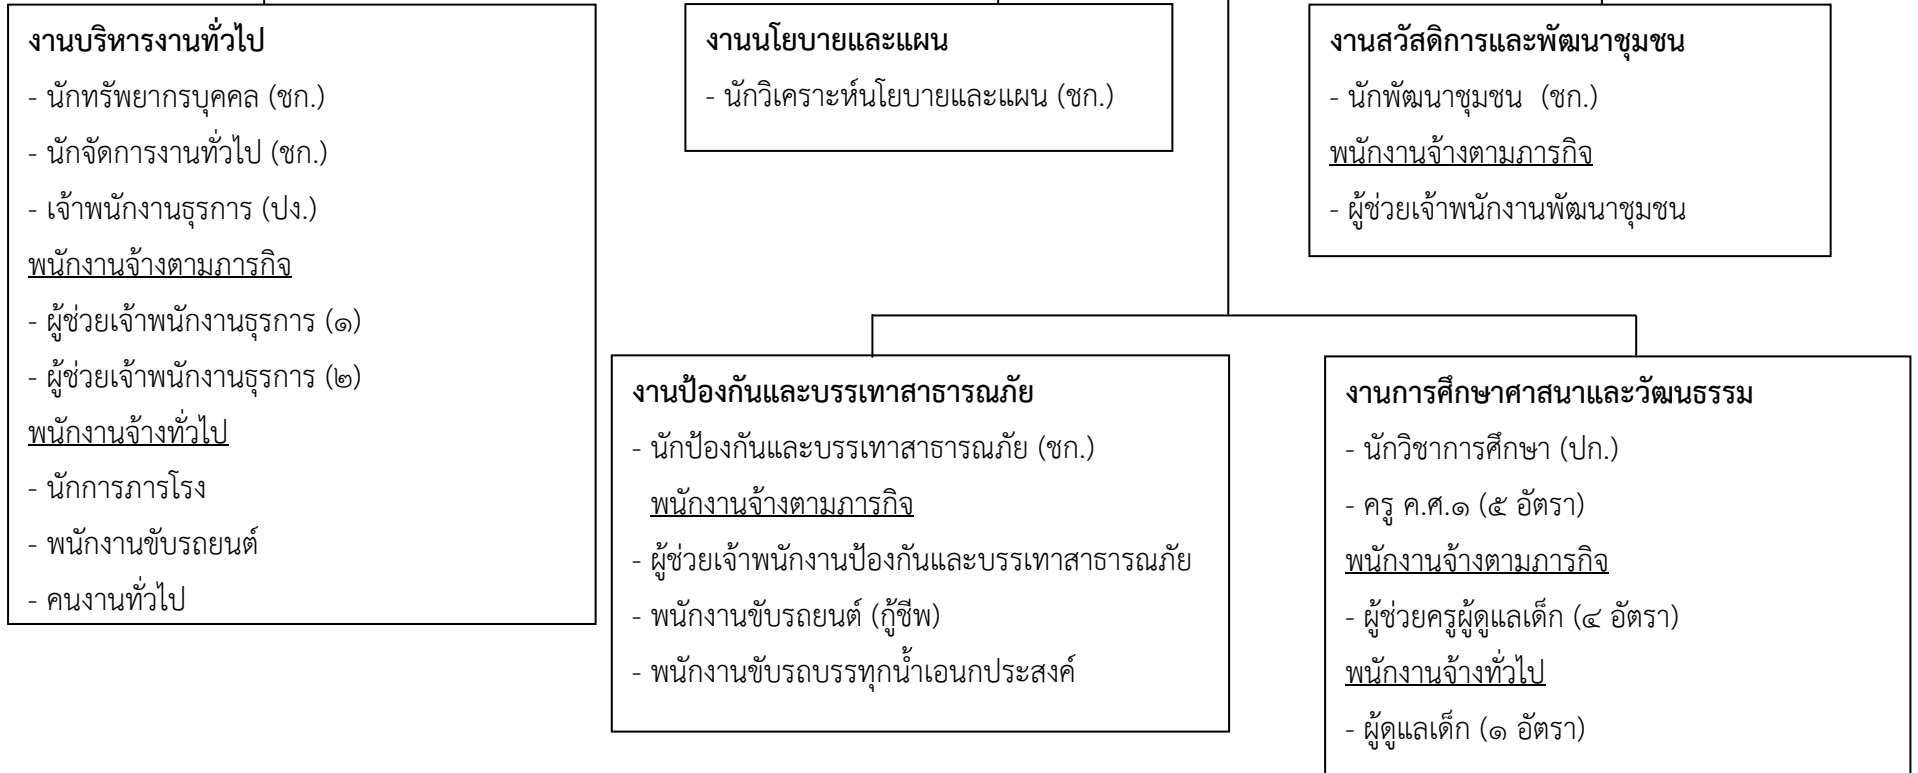 งานบริหารงานทั่วไป
- นักทรัพยากรบุคคล (ชก.)
- นักจัดการงานทั่วไป (ชก.)
- เจ้าพนักงานธุรการ (ปง.)
พนักงานจ้างตามภารกิจ
- ผู้ช่วยเจ้าพนักงานธุรการ (๑)
- ผู้ช่วยเจ้าพนักงานธุรการ (๒)
พนักงานจ้างทั่วไป
- นักการภารโรง
- พนักงานขับรถยนต์
- คนงานทั่วไป
งานนโยบายและแผน
- นักวิเคราะห์นโยบายและแผน (ชก.)
งานสวัสดิการและพัฒนาชุมชน
- นักพัฒนาชุมชน  (ชก.)
พนักงานจ้างตามภารกิจ
- ผู้ช่วยเจ้าพนักงานพัฒนาชุมชน
งานป้องกันและบรรเทาสาธารณภัย
- นักป้องกันและบรรเทาสาธารณภัย (ชก.)
พนักงานจ้างตามภารกิจ
- ผู้ช่วยเจ้าพนักงานป้องกันและบรรเทาสาธารณภัย
- พนักงานขับรถยนต์ (กู้ชีพ)
- พนักงานขับรถบรรทุกน้ำเอนกประสงค์
งานการศึกษาศาสนาและวัฒนธรรม
- นักวิชาการศึกษา (ปก.)
- ครู ค.ศ.๑ (๕ อัตรา)
พนักงานจ้างตามภารกิจ
- ผู้ช่วยครูผู้ดูแลเด็ก (๔ อัตรา)
พนักงานจ้างทั่วไป
- ผู้ดูแลเด็ก (๑ อัตรา)